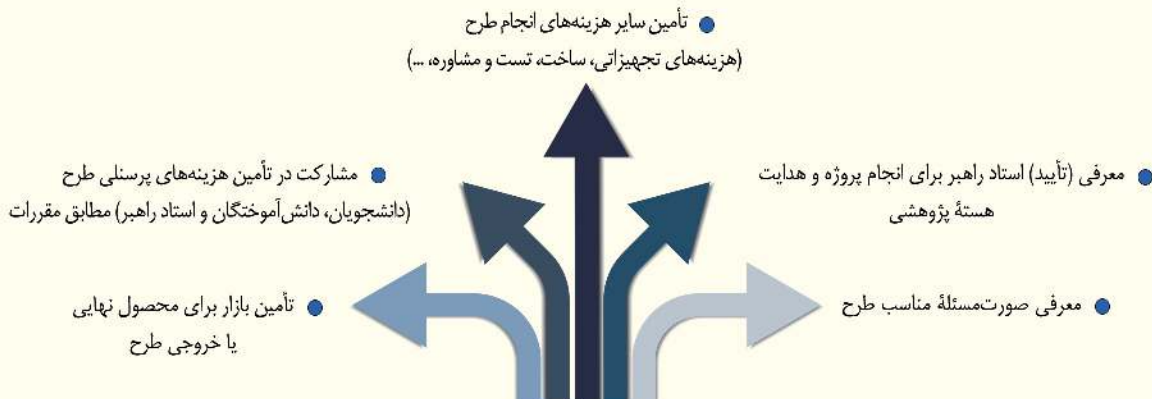 تأمین سایر هزینه‌های انجام طرح
(هزینه‌های تجهیزاتی، ساخت، تست و مشاوره، ...)
معرفی (تأیید) استاد راهبر برای انجام پروژه و هدایت
هستهٔ پژوهشی
مشارکت در تأمین هزینه‌های پرسنلی طرح
(دانشجویان، دانش‌آموختگان و استاد راهبر) مطابق مقررات
معرفی صورت‌مسئلهٔ مناسب طرح
تأمین بازار برای محصول نهایی
یا خروجی طرح